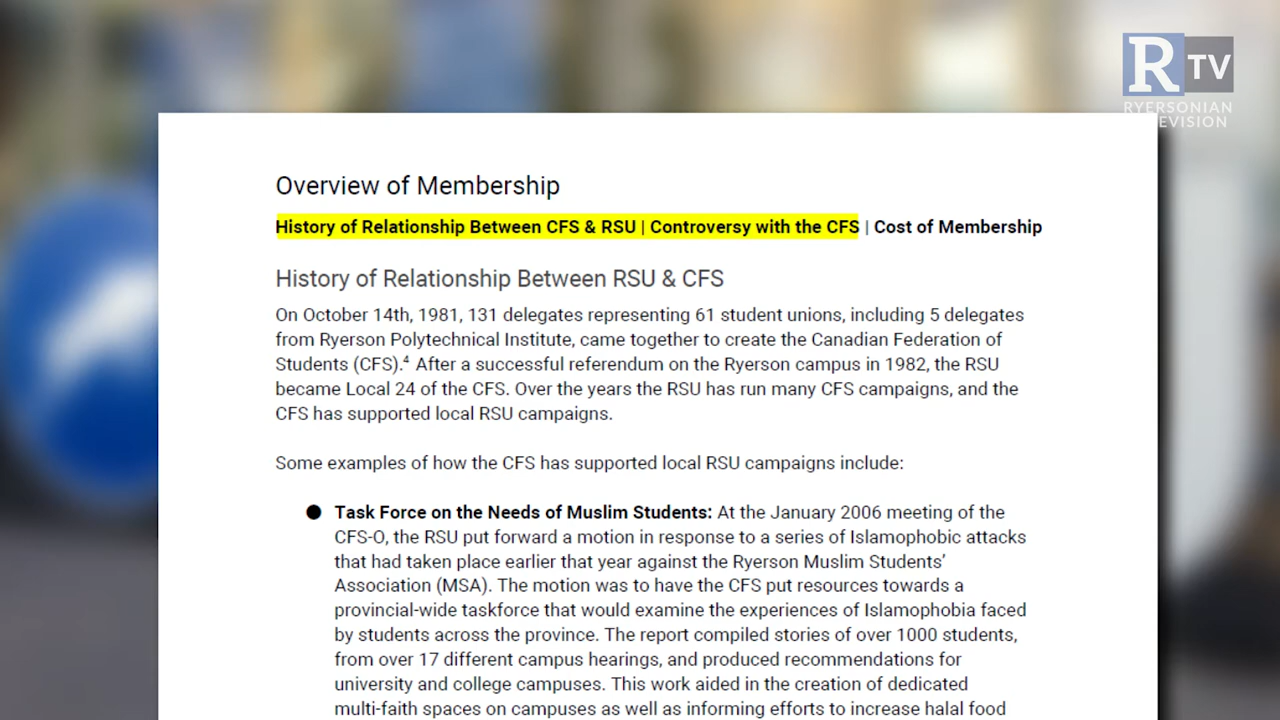 R TV
RYERSONIAN
EVISION
Overview of Membership
History of Relationship Between CFS & RSU | Controversy with the CFS | Cost of Membership
History of Relationship Between RSU & CFS
On October 14th, 1981, 131 delegates representing 61 student unions, including 5 delegates
from Ryerson Polytechnical Institute, came together to create the Canadian Federation of
Students (CFS).⁴ After a successful referendum on the Ryerson campus in 1982, the RSU
became Local 24 of the CFS. Over the years the RSU has run many CFS campaigns, and the
CFS has supported local RSU campaigns.
Some examples of how the CFS has supported local RSU campaigns include:
● Task Force on the Needs of Muslim Students: At the January 2006 meeting of the
CFS-O, the RSU put forward a motion in response to a series of Islamophobic attacks
that had taken place earlier that year against the Ryerson Muslim Students’
Association (MSA). The motion was to have the CFS put resources towards a
provincial-wide taskforce that would examine the experiences of Islamophobia faced
by students across the province. The report compiled stories of over 1000 students,
from over 17 different campus hearings, and produced recommendations for
university and college campuses. This work aided in the creation of dedicated
multi-faith spaces on campuses as well as informing efforts to increase halal food